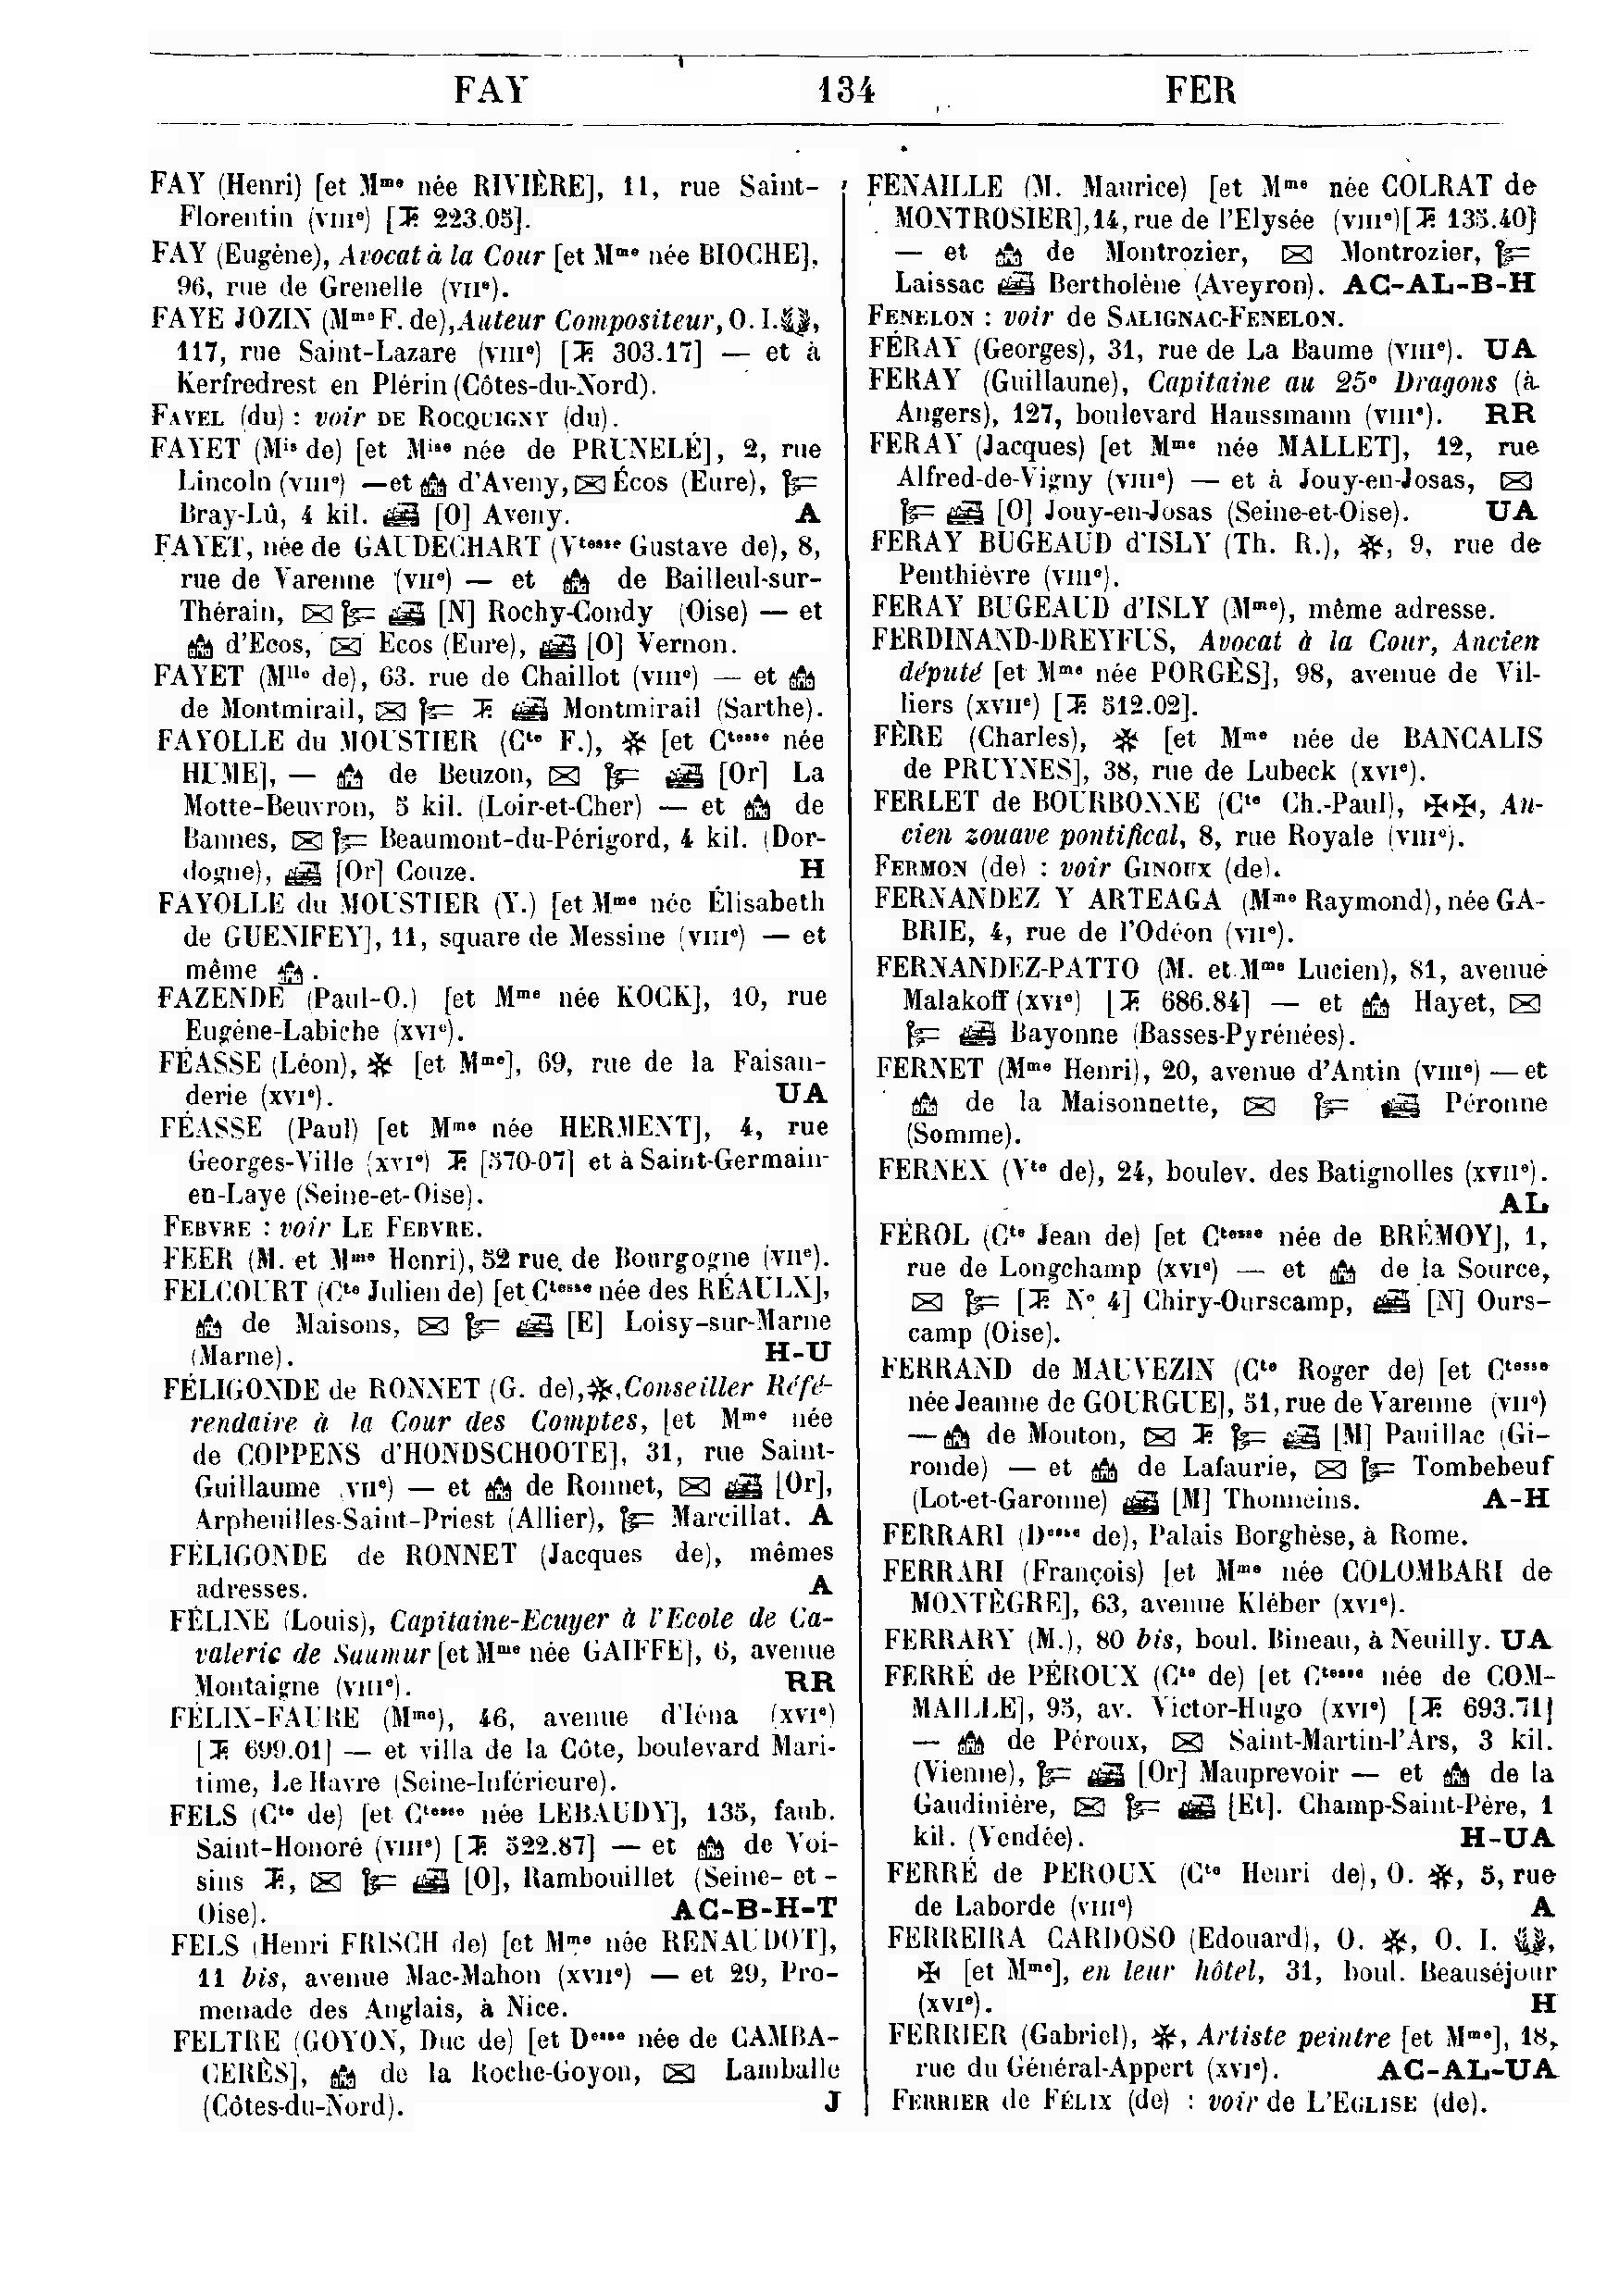 FAY 134 FER
FAY (Henri) [et Mme née RIVIÈRE], 11, rue Saint-
Florentin (VIIIe) [T. 223.05].
FAY (Eugène), Avocat à la Cour [et Mme née BIOCHE],
96, rue de Grenelle (VIIe).
FAYE JOZIN (Mme F. de), Auteur Compositeur, O. I.,
117, rue Saint-Lazare (VIIIe) [T. 303.17] — et à
Kerfredrest en Plérin (Côtes-du-Nord).
FAYEL (du) : voir DE ROCQUIGNY (du).
FAYET (Mis de) [et Mise née de PRUNELÉ], 2, rue
Lincoln (VIIIe) — et d'Aveny, Écos (Eure),
Bray-Lû, 4 kil. [O] Aveny. A
FAYET, née de GAUDECHART (Vtesse Gustave de), 8,
rue de Varenne (VIIe) — et de Bailleul-sur-
Thérain, [N] Rochy-Condy (Oise) — et
d'Ecos, Ecos (Eure), [O] Vernon.
FAYET (Mlle de), 63. rue de Chaillot (VIIIe) — et
de Montmirail, T. Montmirail (Sarthe).
FAYOLLE du MOUSTIER (Cte F.), [et Ctesse née
HUME], — de Beuzon, [Or] La
Motte-Beuvron, 5 kil. (Loir-et-Cher) — et de
Bannes, Beaumont-du-Périgord, 4 kil. (Dor-
dogne), [Or] Couze. H
FAYOLLE du MOUSTIER (Y.) [et Mme née Élisabeth
de GUENIFEY], 11, square de Messine (VIIIe) — et
même .
FAZENDE (Paul-O.) [et Mme née KOCK], 10, rue
Eugène-Labiche (XVIe).
FÉASSE (Léon), [et Mme], 69, rue de la Faisan-
derie (XVIe). UA
FÉASSE (Paul) [et Mme née HERMENT], 4, rue
Georges-Ville (XVIe) T. [570-07] et à Saint-Germain-
en-Laye (Seine-et-Oise).
FEBVRE : voir LE FEBVRE.
FEER (M. et Mme Henri), 52 rue de Bourgogne (VIIe).
FELCOURT (Cte Julien de) [et Ctesse née des RÉAULX],
de Maisons, [E] Loisy-sur-Marne
(Marne). H-U
FÉLIGONDE de RONNET (G. de), , Conseiller Réfé-
rendaire à la Cour des Comptes, [et Mme née
de COPPENS d'HONDSCHOOTE], 31, rue Saint-
Guillaume (VIIe) — et de Ronnet, [Or],
Arpheuilles-Saint-Priest (Allier), Marcillat. A
FÉLIGONDE de RONNET (Jacques de), mêmes
adresses. A
FÉLINE (Louis), Capitaine-Ecuyer à l'Ecole de Ca-
valerie de Saumur [et Mme née GAIFFE], 6, avenue
Montaigne (VIIIe). RR
FÉLIX-FAURE (Mme), 46, avenue d'Iéna (XVIe)
[T. 699.01] — et villa de la Côte, boulevard Mari-
time, Le Havre (Seine-Inférieure).
FELS (Cte de) [et Ctesse née LEBAUDY], 135, faub.
Saint-Honoré (VIIIe) [T. 522.87] — et de Voi-
sins T., [O], Rambouillet (Seine-et-
Oise). AC-B-H-T
FELS (Henri FRISCH de) [et Mme née RENAUDOT],
11 bis, avenue Mac-Mahon (XVIIe) — et 29, Pro-
menade des Anglais, à Nice.
FELTRE (GOYON, Duc de) [et Desse née de CAMBA-
CERÈS], de la Roche-Goyon, Lamballe
(Côtes-du-Nord). J
FENAILLE (M. Maurice) [et Mme née COLRAT de
MONTROSIER], 14, rue de l'Elysée (VIIIe) [T. 135.40]
— et de Montrozier, Montrozier,
Laissac Bertholène (Aveyron). AC-AL-B-H
FENELON : voir de SALIGNAC-FENELON.
FÉRAY (Georges), 31, rue de La Baume (VIIIe). UA
FERAY (Guillaune), Capitaine au 25e Dragons (à
Angers), 127, boulevard Haussmann (VIIIe). RR
FERAY (Jacques) [et Mme née MALLET], 12, rue
Alfred-de-Vigny (VIIIe) — et à Jouy-en-Josas,
[O] Jouy-en-Josas (Seine-et-Oise). UA
FERAY BUGEAUD d'ISLY (Th. R.), , 9, rue de
Penthièvre (VIIIe).
FERAY BUGEAUD d'ISLY (Mme), même adresse.
FERDINAND-DREYFUS, Avocat à la Cour, Ancien
député [et Mme née PORGÈS], 98, avenue de Vil-
liers (XVIIe) [T. 512.02].
FÈRE (Charles), [et Mme née de BANCALIS
de PRUYNES], 38, rue de Lubeck (XVIe).
FERLET de BOURBONNE (Cte Ch.-Paul), ✠✠, An-
cien zouave pontifical, 8, rue Royale (VIIIe).
FERMON (de) : voir GINOUX (de).
FERNANDEZ Y ARTEAGA (Mme Raymond), née GA-
BRIE, 4, rue de l'Odéon (VIIe).
FERNANDEZ-PATTO (M. et Mme Lucien), 81, avenue
Malakoff (XVIe) [T. 686.84] — et Hayet,
Bayonne (Basses-Pyrénées).
FERNET (Mme Henri), 20, avenue d'Antin (VIIIe) — et
de la Maisonnette, Péronne
(Somme).
FERNEX (Vte de), 24, boulev. des Batignolles (XVIIe).
AL
FÉROL (Cte Jean de) [et Ctesse née de BRÉMOY], 1,
rue de Longchamp (XVIe) — et de la Source,
[T. No 4] Chiry-Ourscamp, [N] Ours-
camp (Oise).
FERRAND de MAUVEZIN (Cte Roger de) [et Ctesse
née Jeanne de GOURGUE], 51, rue de Varenne (VIIe)
— de Mouton, T. [M] Pauillac (Gi-
ronde) — et de Lafaurie, Tombebeuf
(Lot-et-Garonne) [M] Thonneins. A-H
FERRARI (Desse de), Palais Borghèse, à Rome.
FERRARI (François) [et Mme née COLOMBARI de
MONTÈGRE], 63, avenue Kléber (XVIe).
FERRARY (M.), 80 bis, boul. Bineau, à Neuilly. UA
FERRÉ de PÉROUX (Cte de) [et Ctesse née de COM-
MAILLE], 95, av. Victor-Hugo (XVIe) [T. 693.71]
— de Péroux, Saint-Martin-l'Ars, 3 kil.
(Vienne), [Or] Mauprevoir — et de la
Gaudinière, [Et]. Champ-Saint-Père, 1
kil. (Vendée). H-UA
FERRÉ de PEROUX (Cte Henri de), O. , 5, rue
de Laborde (VIIIe) A
FERREIRA CARDOSO (Edouard), O. , O. I. ,
✠ [et Mme], en leur hôtel, 31, boul. Beauséjour
(XVIe). H
FERRIER (Gabriel), , Artiste peintre [et Mme], 18,
rue du Général-Appert (XVIe). AC-AL-UA
FERRIER de FÉLIX (de) : voir de L'EGLISE (de).